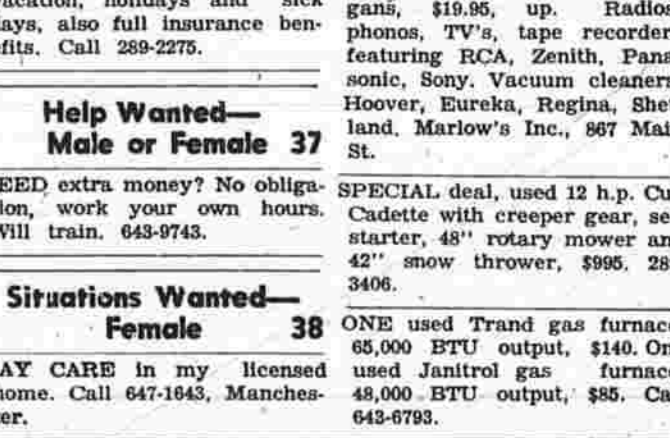 vacation, holidays and sick
days, also full insurance ben-
fits. Call 289-2275.
Help Wanted—
Male or Female 37
EED extra money? No obliga-
ion, work your own hours.
Will train. 643-9743.
Situations Wanted—
Female 38
AY CARE in my licensed
home. Call 647-1643, Manches-
er.
gans, $19.95, up. Radios
phonos, TV's, tape recorder
featuring RCA, Zenith, Pana
sonic, Sony. Vacuum cleaners
Hoover, Eureka, Regina, She
land. Marlow's Inc., 867 Mai
St.
SPECIAL deal, used 12 h.p. Cu
Cadette with creeper gear, se
starter, 48" rotary mower an
42" snow thrower, $995. 28
3406.
ONE used Trand gas furnac
65,000 BTU output, $140. On
used Janitrol gas furnac
48,000 BTU output, $85. Ca
643-6793.